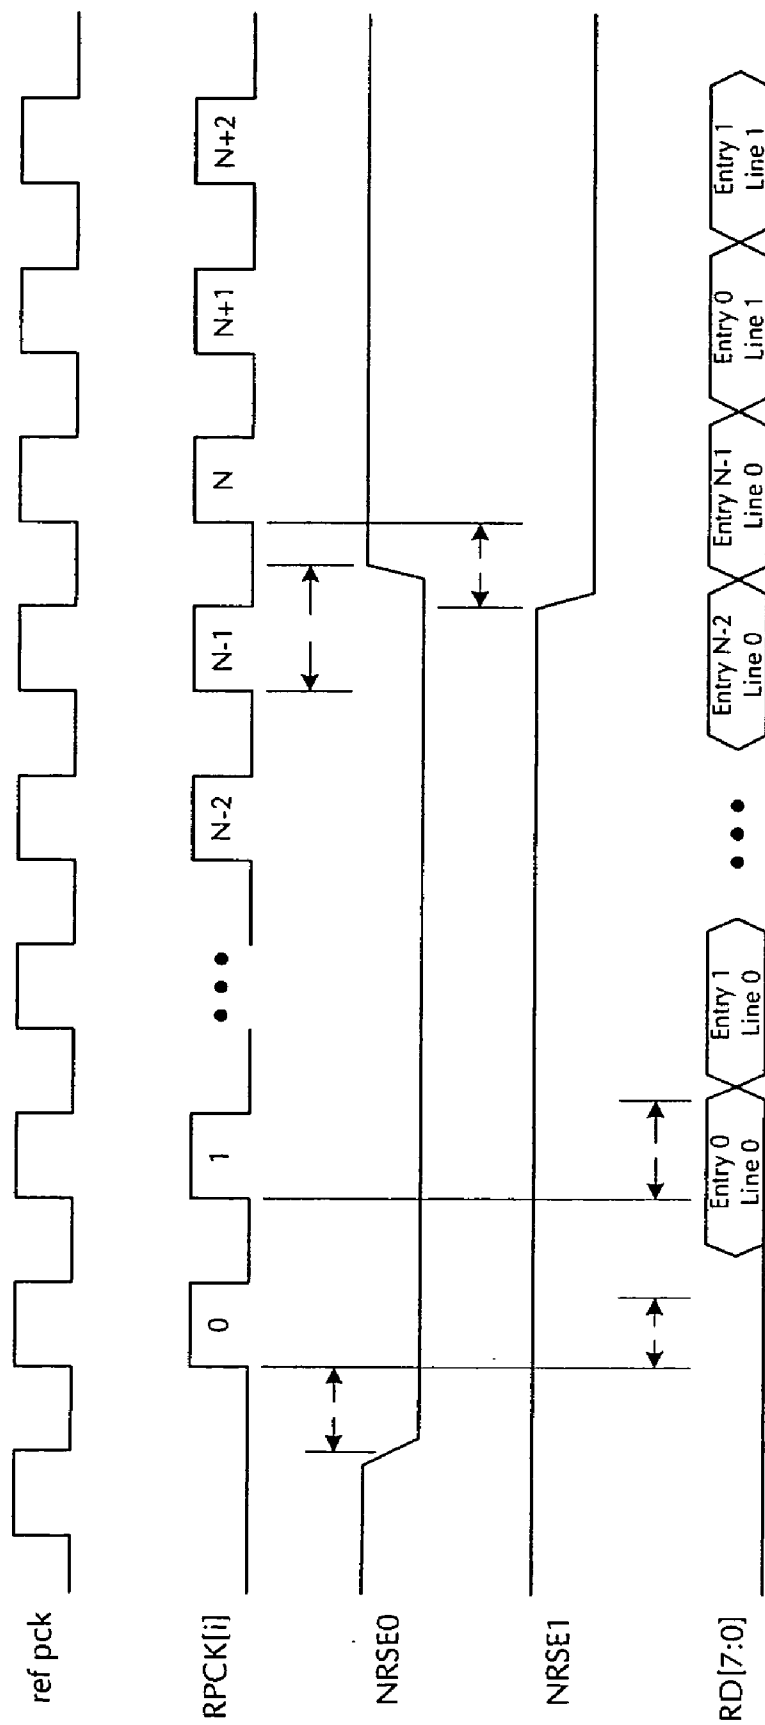 ref pck
RPCK[i]
0
1
N-2
N-1
N
N+1
N+2
NRSE0
NRSE1
RD[7:0]
Entry 0
Line 0
Entry 1
Line 0
Entry N-2
Line 0
Entry N-1
Line 0
Entry 0
Line 1
Entry 1
Line 1